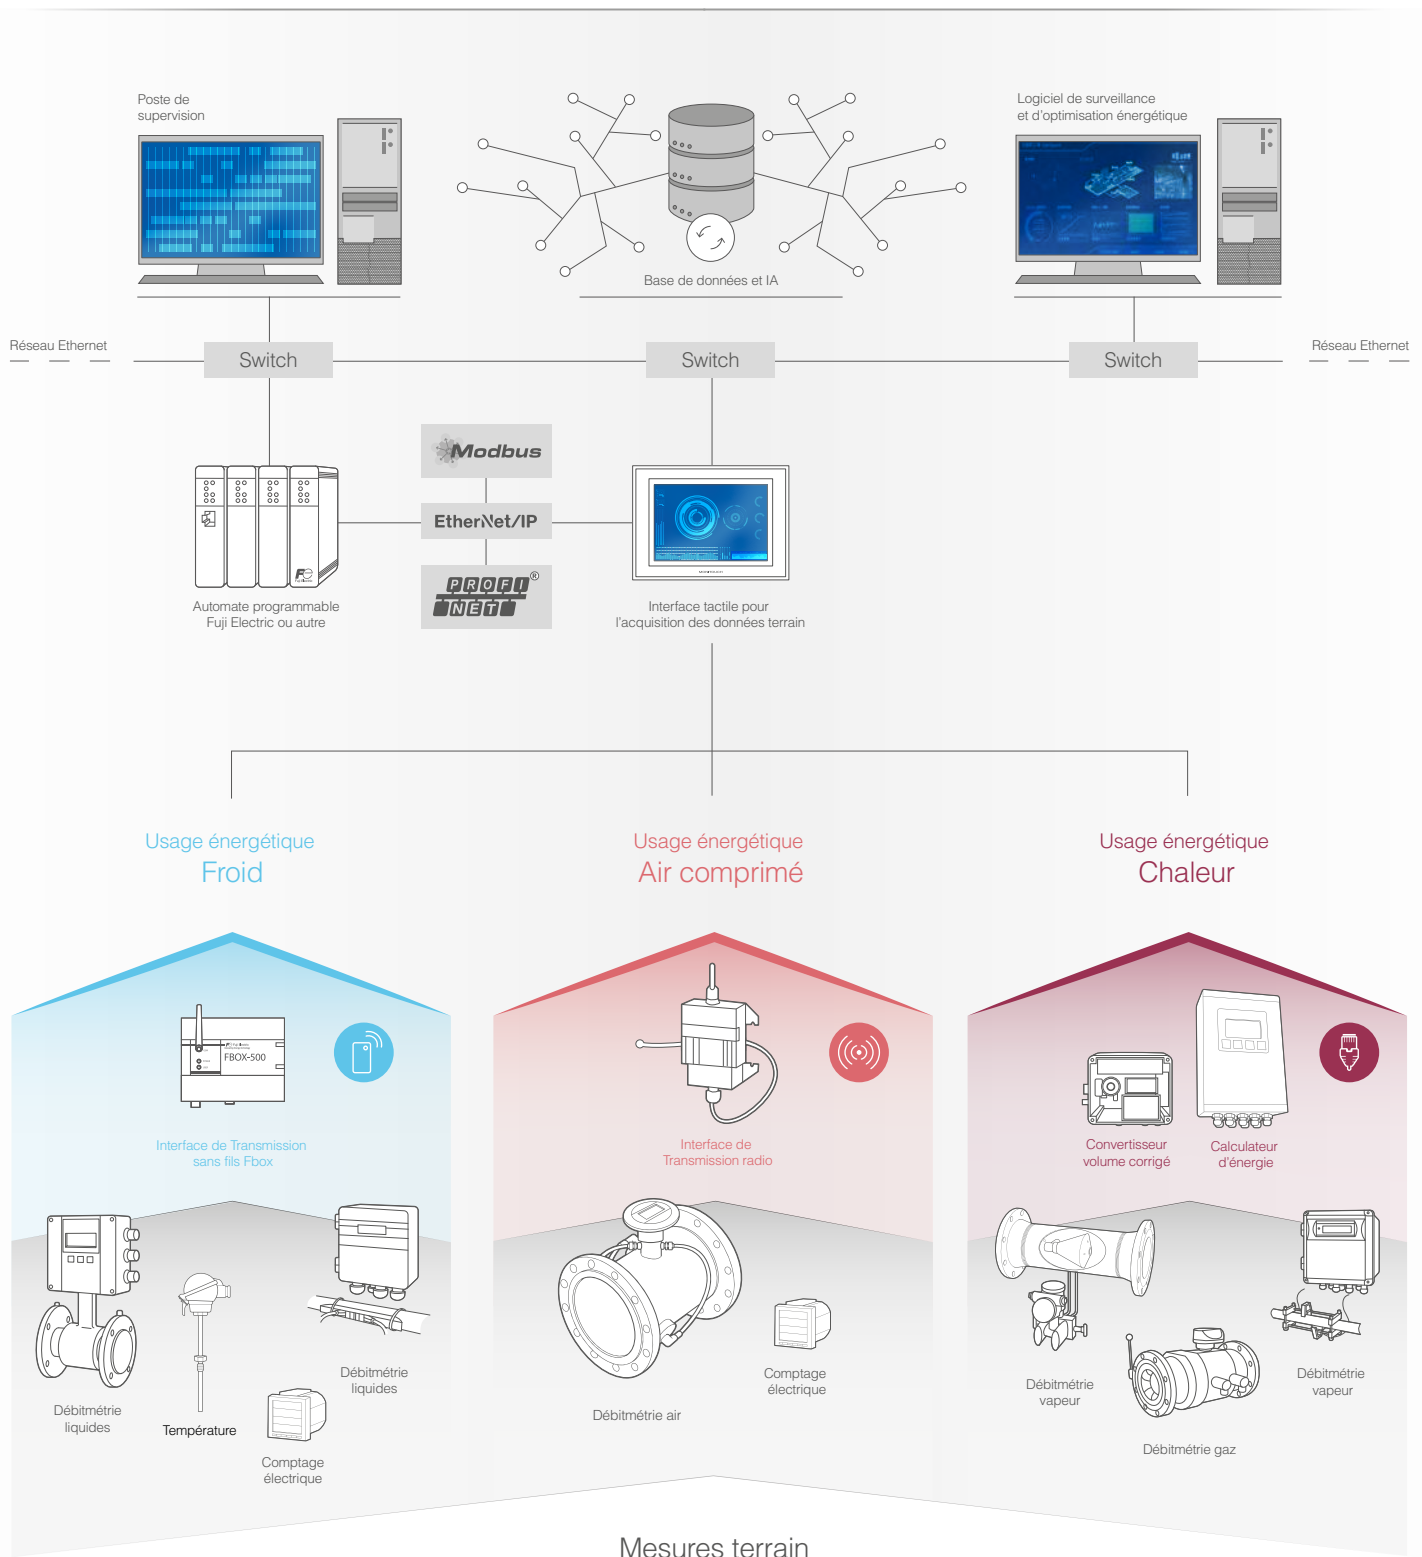 Poste de
supervision
Logiciel de surveillance
et d'optimisation énergétique
Base de données et IA
Réseau Ethernet
Réseau Ethernet
Switch
Switch
Switch
Modbus
EtherNet/IP
PROFI
NET®
Automate programmable
Fuji Electric ou autre
Interface tactile pour
l'acquisition des données terrain
Usage énergétique
Froid
Usage énergétique
Air comprimé
Usage énergétique
Chaleur
FBOX-500
Interface de Transmission
sans fils Fbox
Interface de
Transmission radio
Convertisseur
volume corrigé
Calculateur
d'énergie
Débitmétrie
liquides
Température
Débitmétrie
liquides
Comptage
électrique
Débitmétrie air
Comptage
électrique
Débitmétrie
vapeur
Débitmétrie
vapeur
Débitmétrie gaz
Mesures terrain